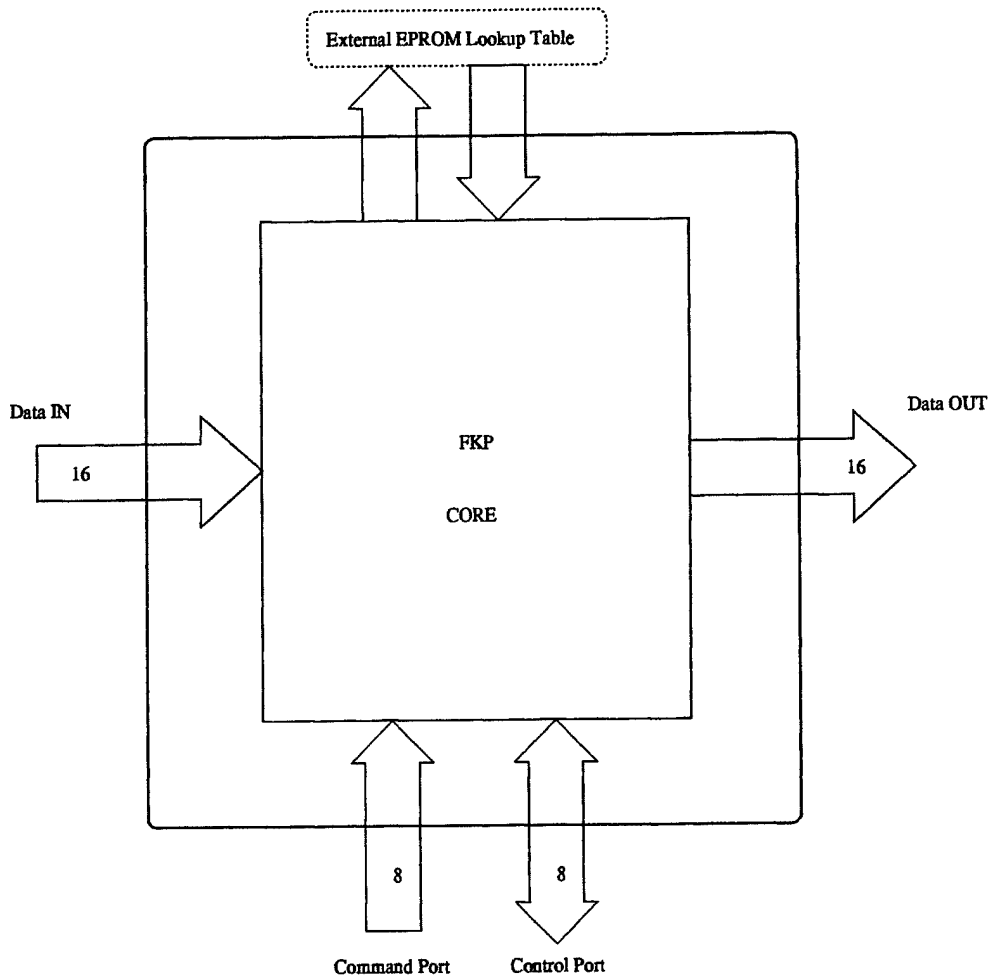 External EPROM Lookup Table
Data IN
Data OUT
16
FKP
16
CORE
8
8
Command Port
Control Port